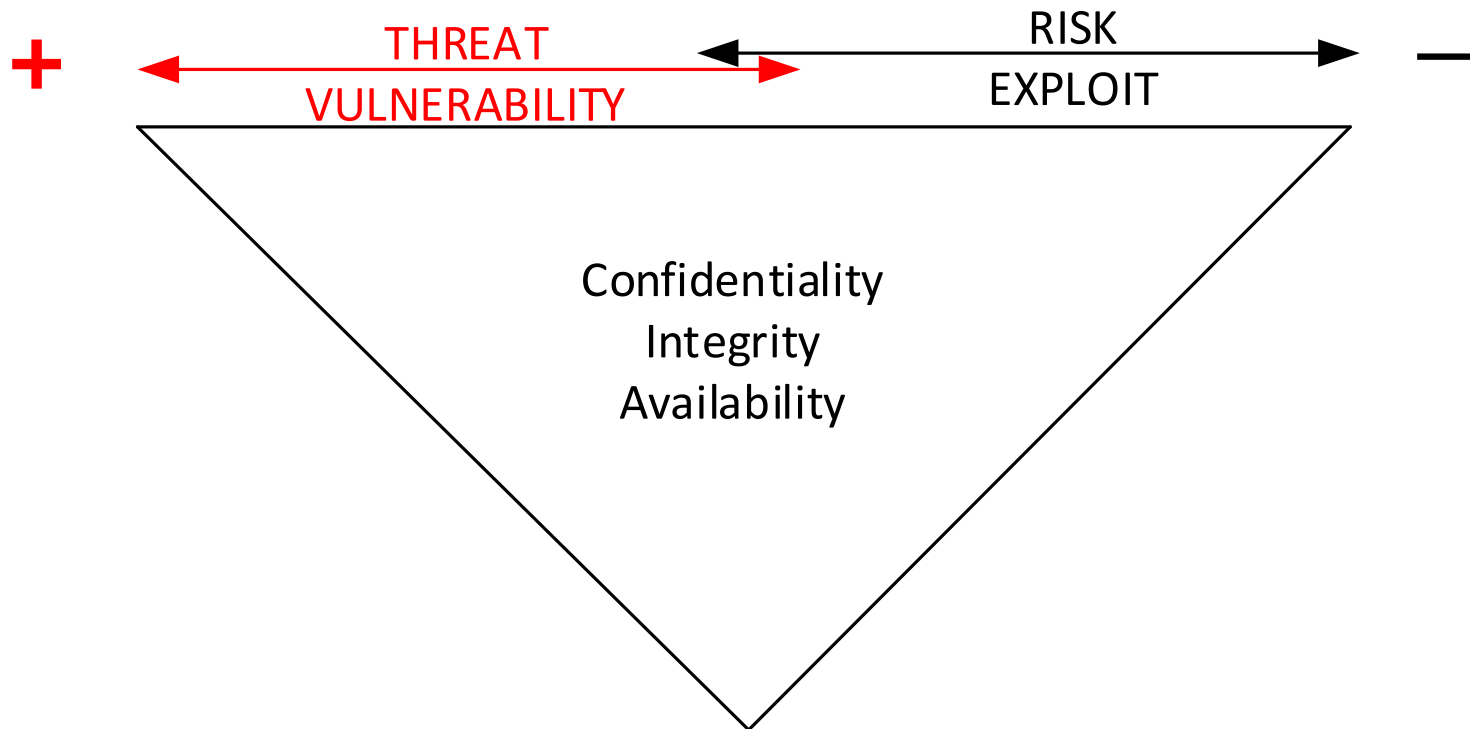 +
THREAT
VULNERABILITY
RISK
EXPLOIT
–
Confidentiality
Integrity
Availability